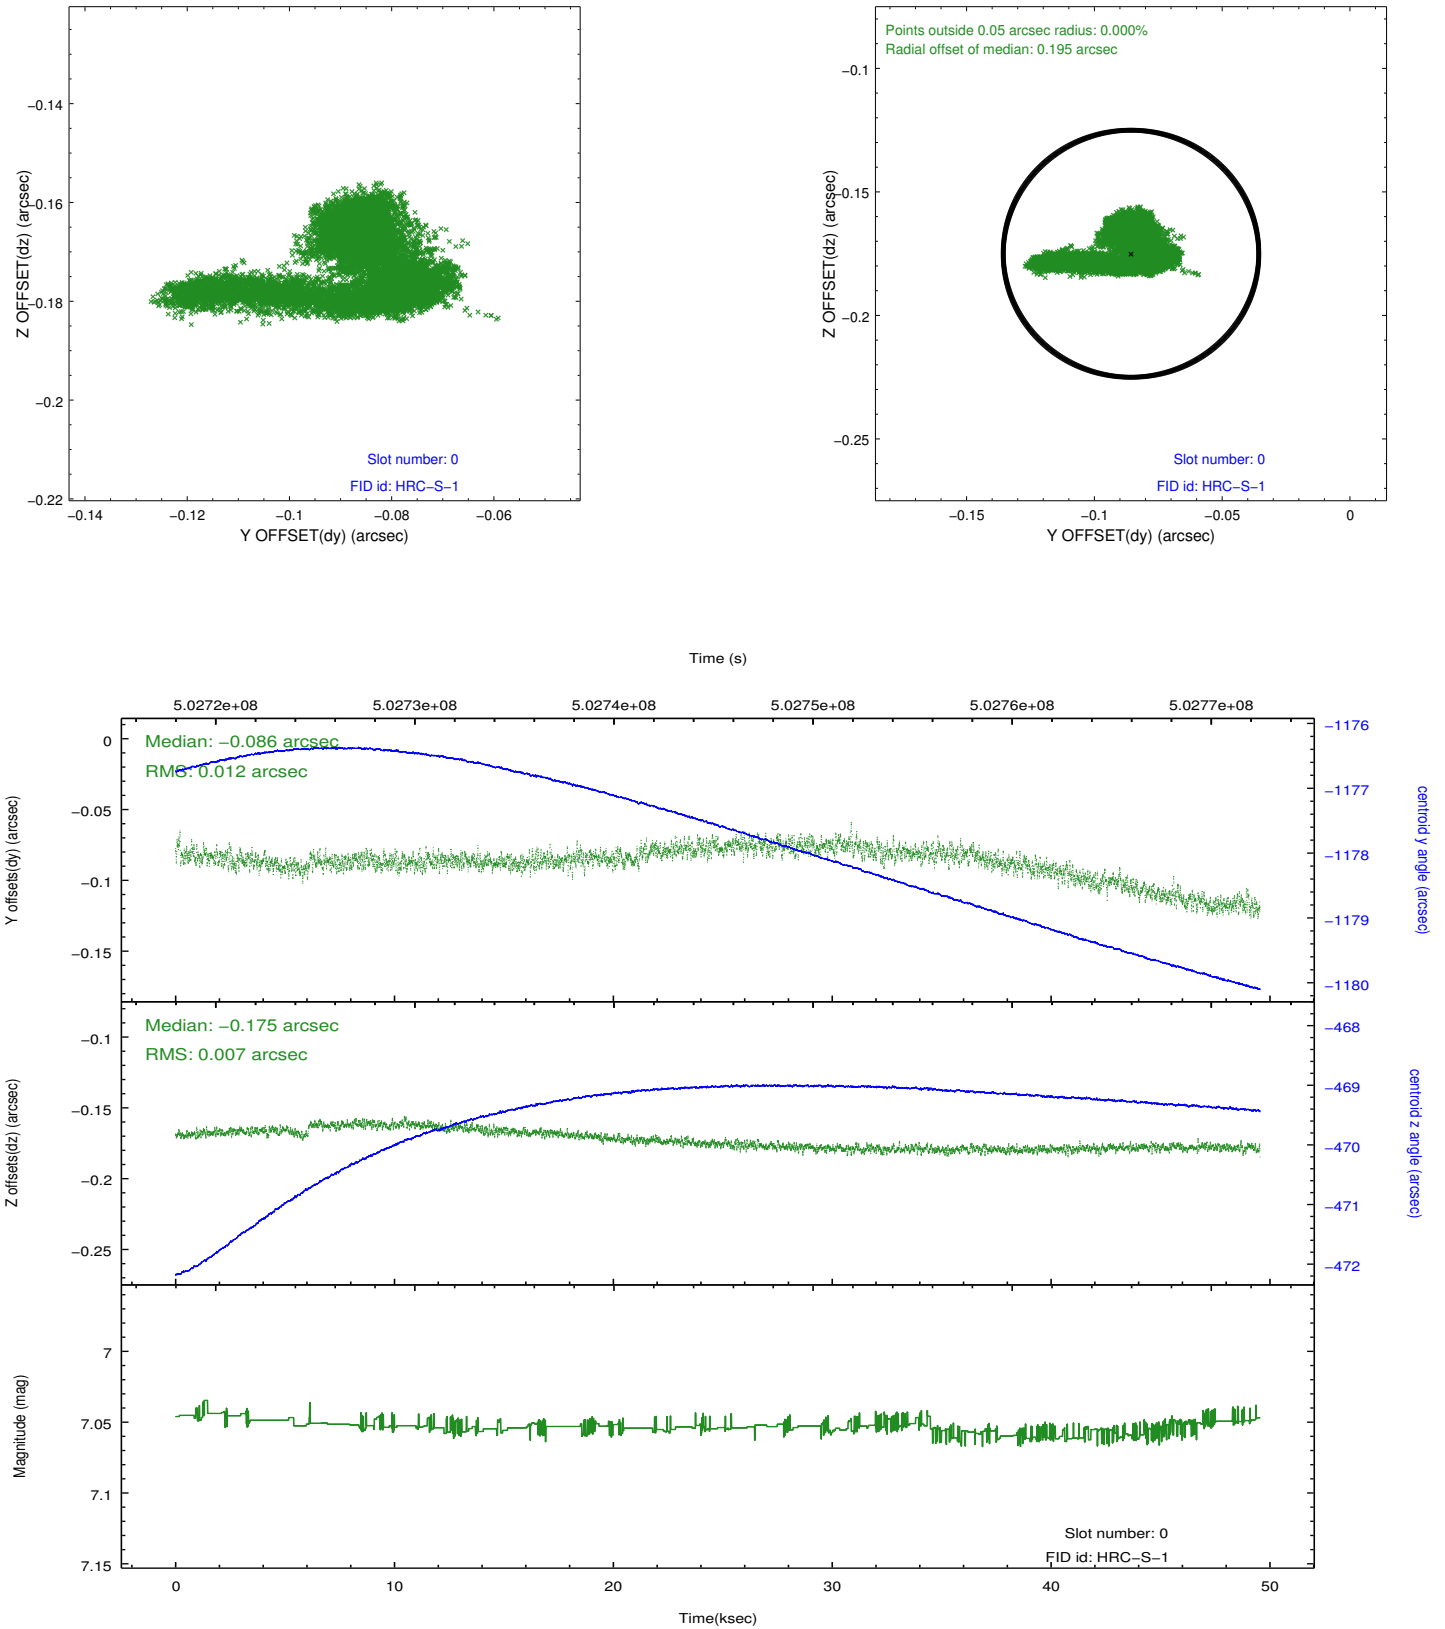 −0.14
−0.16
−0.18
−0.2
−0.22
Z OFFSET(dz) (arcsec)
Slot number: 0
FID id: HRC−S−1
−0.14
−0.12
−0.1
−0.08
−0.06
Y OFFSET(dy) (arcsec)
Points outside 0.05 arcsec radius: 0.000%
Radial offset of median: 0.195 arcsec
−0.1
−0.15
−0.2
−0.25
Z OFFSET(dz) (arcsec)
Slot number: 0
FID id: HRC−S−1
−0.15
−0.1
−0.05
0
Y OFFSET(dy) (arcsec)
Time (s)
5.0272e+08
5.0273e+08
5.0274e+08
5.0275e+08
5.0276e+08
5.0277e+08
Median: −0.086 arcsec
RMS: 0.012 arcsec
0
−0.05
−0.1
−0.15
Y offsets(dy) (arcsec)
−1176
−1177
−1178
−1179
−1180
centroid y angle (arcsec)
Median: −0.175 arcsec
RMS: 0.007 arcsec
−0.1
−0.15
−0.2
−0.25
Z offsets(dz) (arcsec)
−468
−469
−470
−471
−472
centroid z angle (arcsec)
7
7.05
7.1
7.15
Magnitude (mag)
Slot number: 0
FID id: HRC−S−1
0
10
20
30
40
50
Time(ksec)